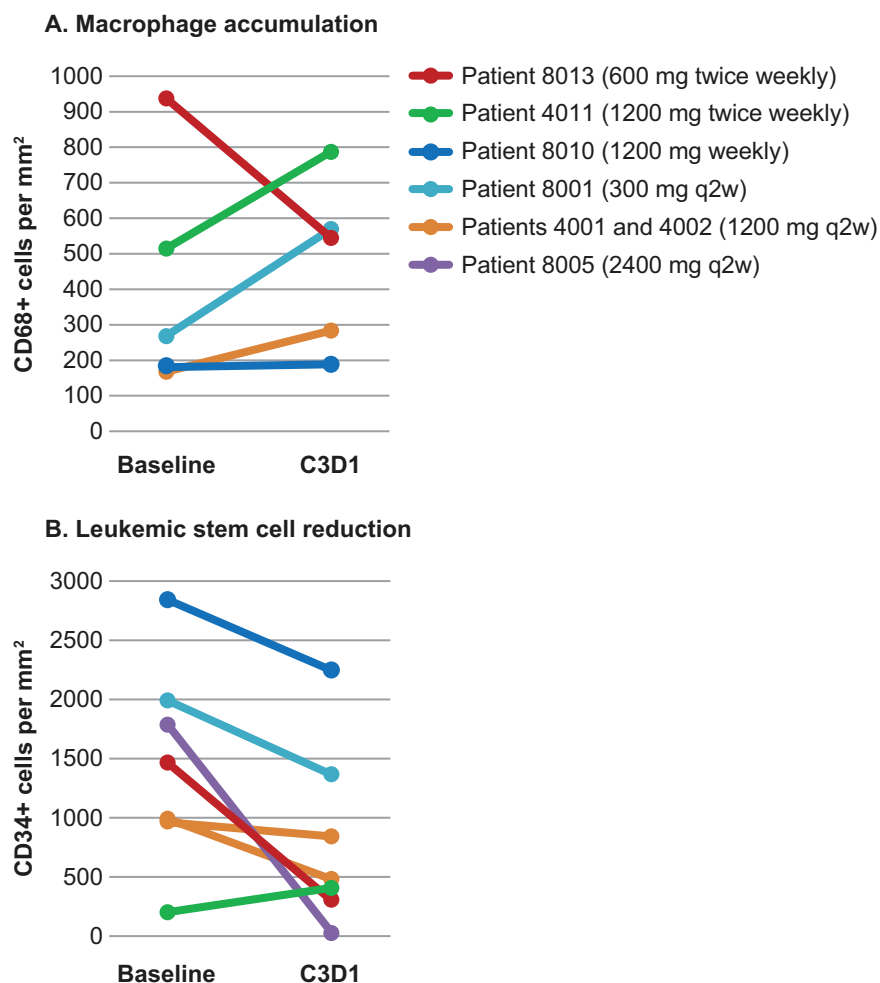 A. Macrophage accumulation
CD68+ cells per mm²
1000
900
800
700
600
500
400
300
200
100
0
Baseline
C3D1
Patient 8013 (600 mg twice weekly)
Patient 4011 (1200 mg twice weekly)
Patient 8010 (1200 mg weekly)
Patient 8001 (300 mg q2w)
Patients 4001 and 4002 (1200 mg q2w)
Patient 8005 (2400 mg q2w)
B. Leukemic stem cell reduction
CD34+ cells per mm²
3000
2500
2000
1500
1000
500
0
Baseline
C3D1